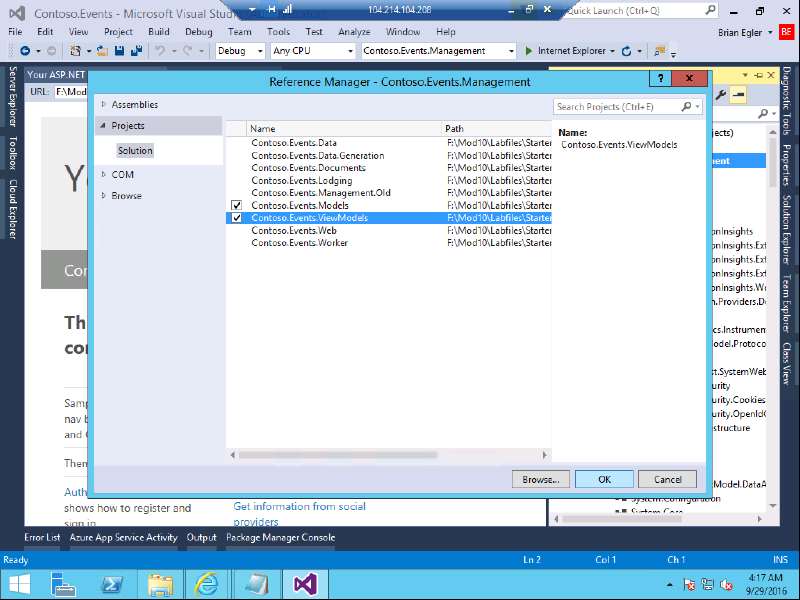 Contoso.Events - Microsoft Visual Stu
104.214.104.208
Quick Launch (Ctrl+Q)
File Edit View Project Build Debug Team Tools Test Analyze Window Help
Brian Egler BE
Debug Any CPU Contoso.Events.Management Internet Explorer
Server Explorer
Toolbox
Cloud Explorer
Your ASP.NET
URL: F:\Mod
Reference Manager - Contoso.Events.Management
? x
Assemblies
Projects
Solution
COM
Browse
Search Projects (Ctrl+E)
Name Path
Contoso.Events.Data F:\Mod10\Labfiles\Starter
Contoso.Events.Data.Generation F:\Mod10\Labfiles\Starter
Contoso.Events.Documents F:\Mod10\Labfiles\Starter
Contoso.Events.Lodging F:\Mod10\Labfiles\Starter
Contoso.Events.Management.Old F:\Mod10\Labfiles\Starter
Contoso.Events.Models F:\Mod10\Labfiles\Starter
Contoso.Events.ViewModels F:\Mod10\Labfiles\Starter
Contoso.Events.Web F:\Mod10\Labfiles\Starter
Contoso.Events.Worker F:\Mod10\Labfiles\Starter
Name:
Contoso.Events.ViewModels
Browse... OK Cancel
Yo
Con
Th
co
Sam
nav b
and
Them
Auth
shows how to register and
sign in
Get information from social
providers
jects)
ent
onInsights
onInsights.Ext
onInsights.Ext
onInsights.Ext
onInsights.W
n.Providers.D
cs.Instrumen
odel.Protoco
xt.SystemWeb
urity
urity.Cookies
urity.OpenId
structure
Model.DataA
System.Configuration
System.Core
Diagnostic Tools
Properties
Solution Explorer
Team Explorer
Class View
Error List Azure App Service Activity Output Package Manager Console
Ready Ln 2 Col 1 Ch 1 INS
4:17 AM
9/29/2016